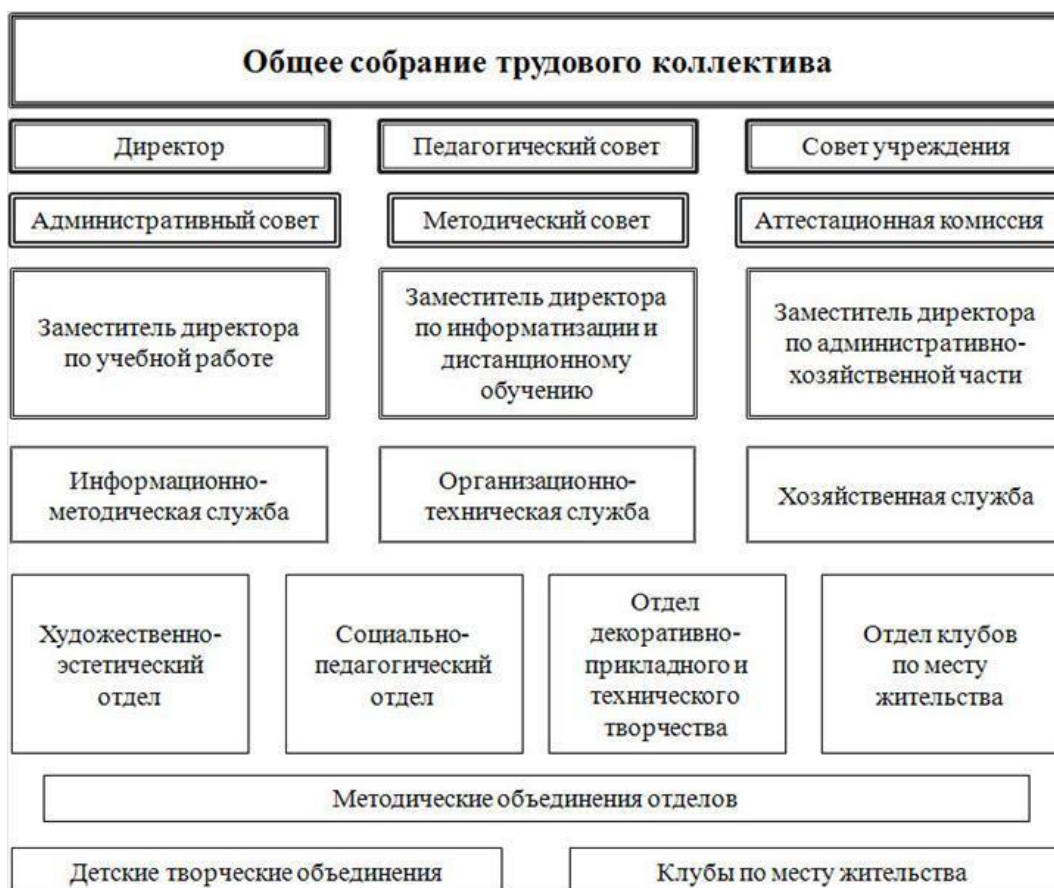 Общее собрание трудового коллектива
Директор
Педагогический совет
Совет учреждения
Административный совет
Методический совет
Аттестационная комиссия
Заместитель директора
по учебной работе
Заместитель директора
по информатизации и
дистанционному
обучению
Заместитель директора
по административно-
хозяйственной части
Информационно-
методическая служба
Организационно-
техническая служба
Хозяйственная служба
Художественно-
эстетический
отдел
Социально-
педагогический
отдел
Отдел
декоративно-
прикладного и
технического
творчества
Отдел клубов
по месту
жительства
Методические объединения отделов
Детские творческие объединения
Клубы по месту жительства